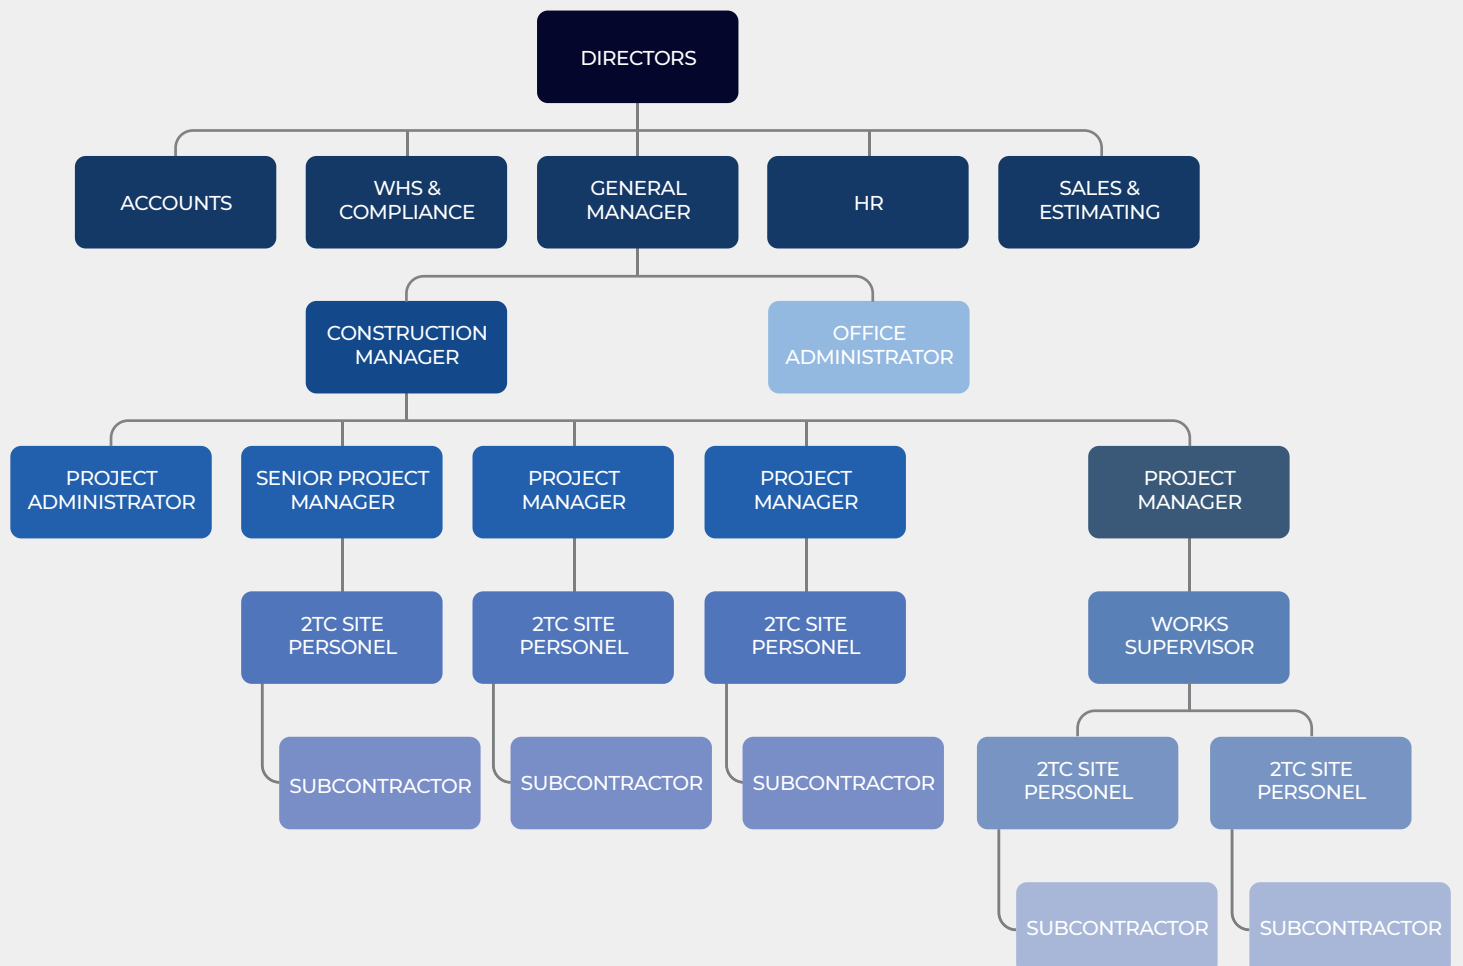 DIRECTORS
ACCOUNTS
WHS &
COMPLIANCE
GENERAL
MANAGER
HR
SALES &
ESTIMATING
CONSTRUCTION
MANAGER
OFFICE
ADMINISTRATOR
PROJECT
ADMINISTRATOR
SENIOR PROJECT
MANAGER
PROJECT
MANAGER
PROJECT
MANAGER
PROJECT
MANAGER
2TC SITE
PERSONEL
2TC SITE
PERSONEL
2TC SITE
PERSONEL
WORKS
SUPERVISOR
SUBCONTRACTOR
SUBCONTRACTOR
SUBCONTRACTOR
2TC SITE
PERSONEL
2TC SITE
PERSONEL
SUBCONTRACTOR
SUBCONTRACTOR